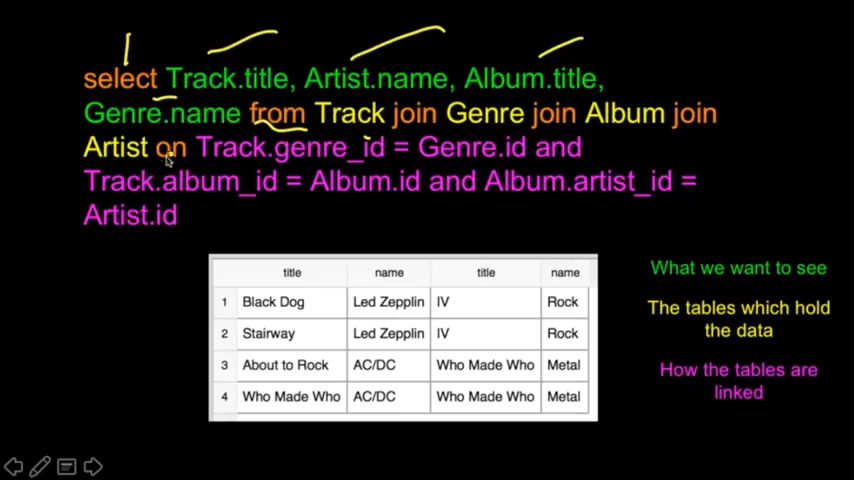 select Track.title, Artist.name, Album.title,
Genre.name from Track join Genre join Album join
Artist on Track.genre_id = Genre.id and
Track.album_id = Album.id and Album.artist_id =
Artist.id
title name title name
1 Black Dog Led Zepplin IV Rock
2 Stairway Led Zepplin IV Rock
3 About to Rock AC/DC Who Made Who Metal
4 Who Made Who AC/DC Who Made Who Metal
What we want to see
The tables which hold
the data
How the tables are
linked